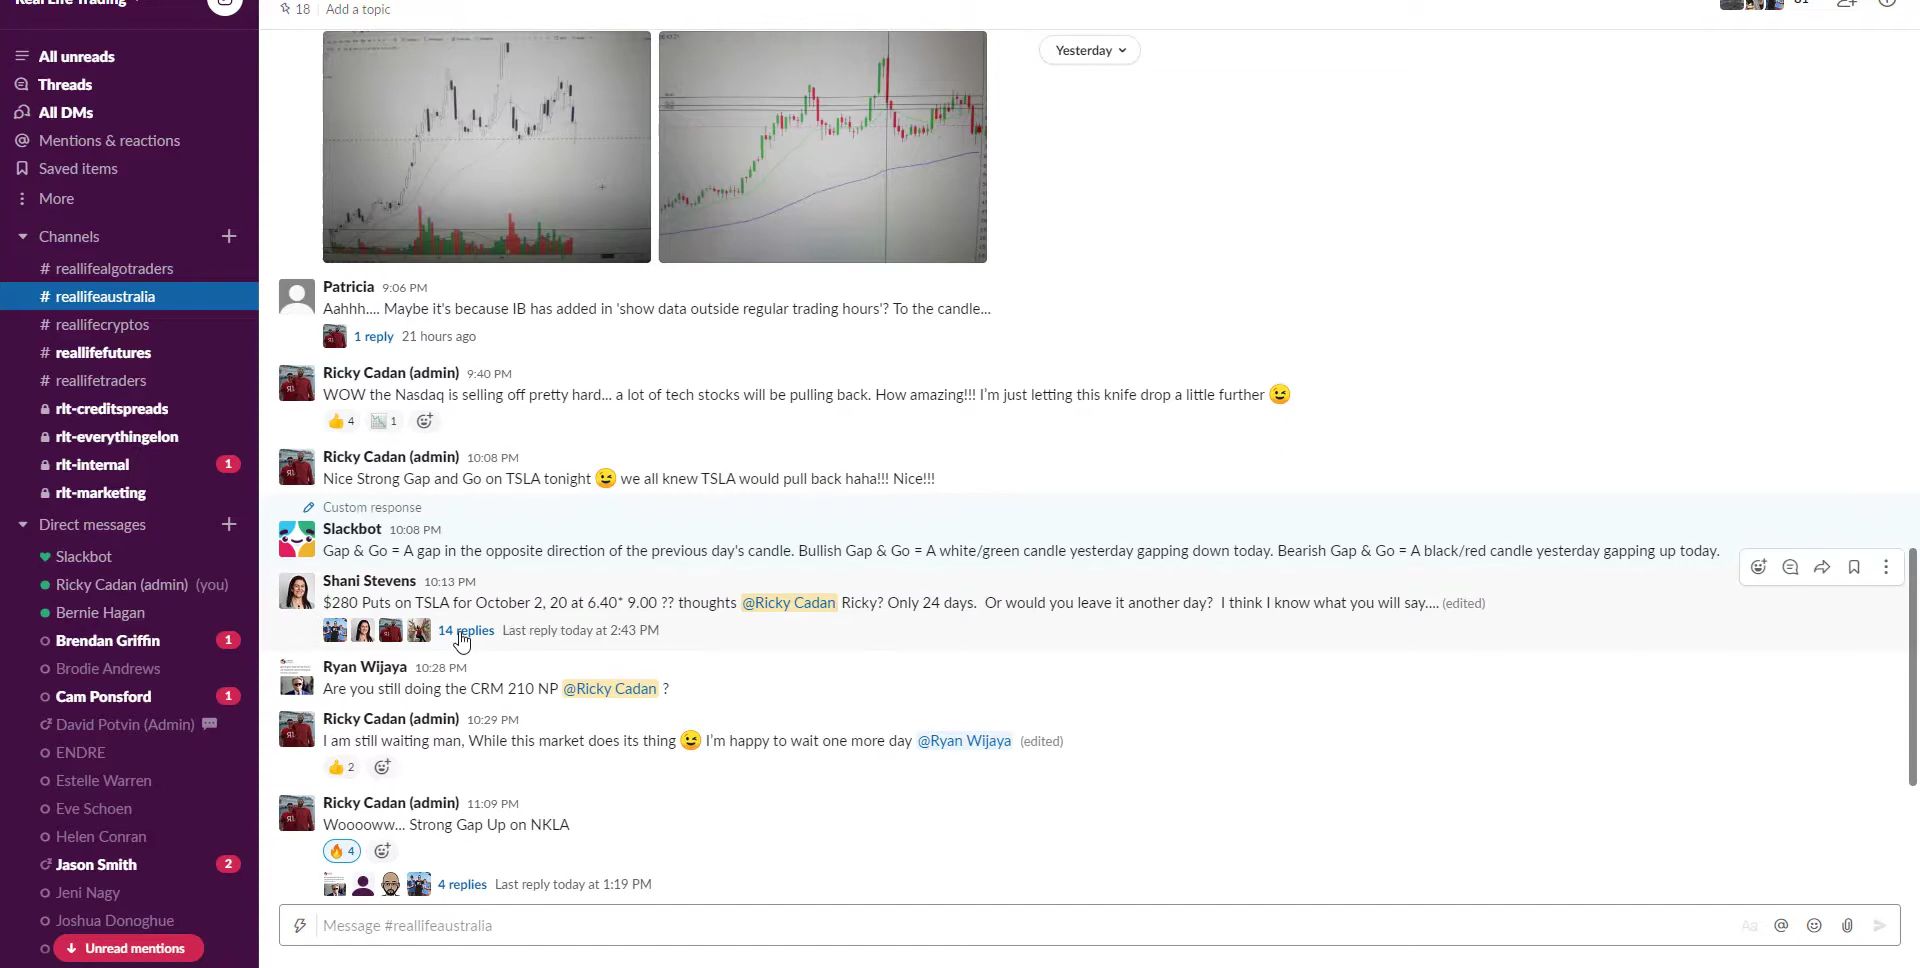 Real Life Trading
All unreads
Threads
All DMs
Mentions & reactions
Saved items
More
Channels
# reallifealgotraders
# reallifeaustralia
# reallifecryptos
# reallifefutures
# reallifetraders
rlt-creditspreads
rlt-everythingelon
rlt-internal 1
rlt-marketing
Direct messages
Slackbot
Ricky Cadan (admin) (you)
Bernie Hagan
Brendan Griffin 1
Brodie Andrews
Cam Ponsford 1
David Potvin (Admin)
ENDRE
Estelle Warren
Eve Schoen
Helen Conran
Jason Smith 2
Jeni Nagy
Joshua Donoghue
Unread mentions
18 | Add a topic
Yesterday
Patricia 9:06 PM
Aahhh.... Maybe it's because IB has added in 'show data outside regular trading hours'? To the candle...
1 reply 21 hours ago
Ricky Cadan (admin) 9:40 PM
WOW the Nasdaq is selling off pretty hard... a lot of tech stocks will be pulling back. How amazing!!! I'm just letting this knife drop a little further 😉
👍 4 1
Ricky Cadan (admin) 10:08 PM
Nice Strong Gap and Go on TSLA tonight 😉 we all knew TSLA would pull back haha!!! Nice!!!
Custom response
Slackbot 10:08 PM
Gap & Go = A gap in the opposite direction of the previous day's candle. Bullish Gap & Go = A white/green candle yesterday gapping down today. Bearish Gap & Go = A black/red candle yesterday gapping up today.
Shani Stevens 10:13 PM
$280 Puts on TSLA for October 2, 20 at 6.40* 9.00 ?? thoughts @Ricky Cadan Ricky? Only 24 days. Or would you leave it another day? I think I know what you will say.... (edited)
14 replies Last reply today at 2:43 PM
Ryan Wijaya 10:28 PM
Are you still doing the CRM 210 NP @Ricky Cadan ?
Ricky Cadan (admin) 10:29 PM
I am still waiting man, While this market does its thing 😉 I'm happy to wait one more day @Ryan Wijaya (edited)
👍 2
Ricky Cadan (admin) 11:09 PM
Wooooww... Strong Gap Up on NKLA
🔥 4
4 replies Last reply today at 1:19 PM
Message #reallifeaustralia
Aa @